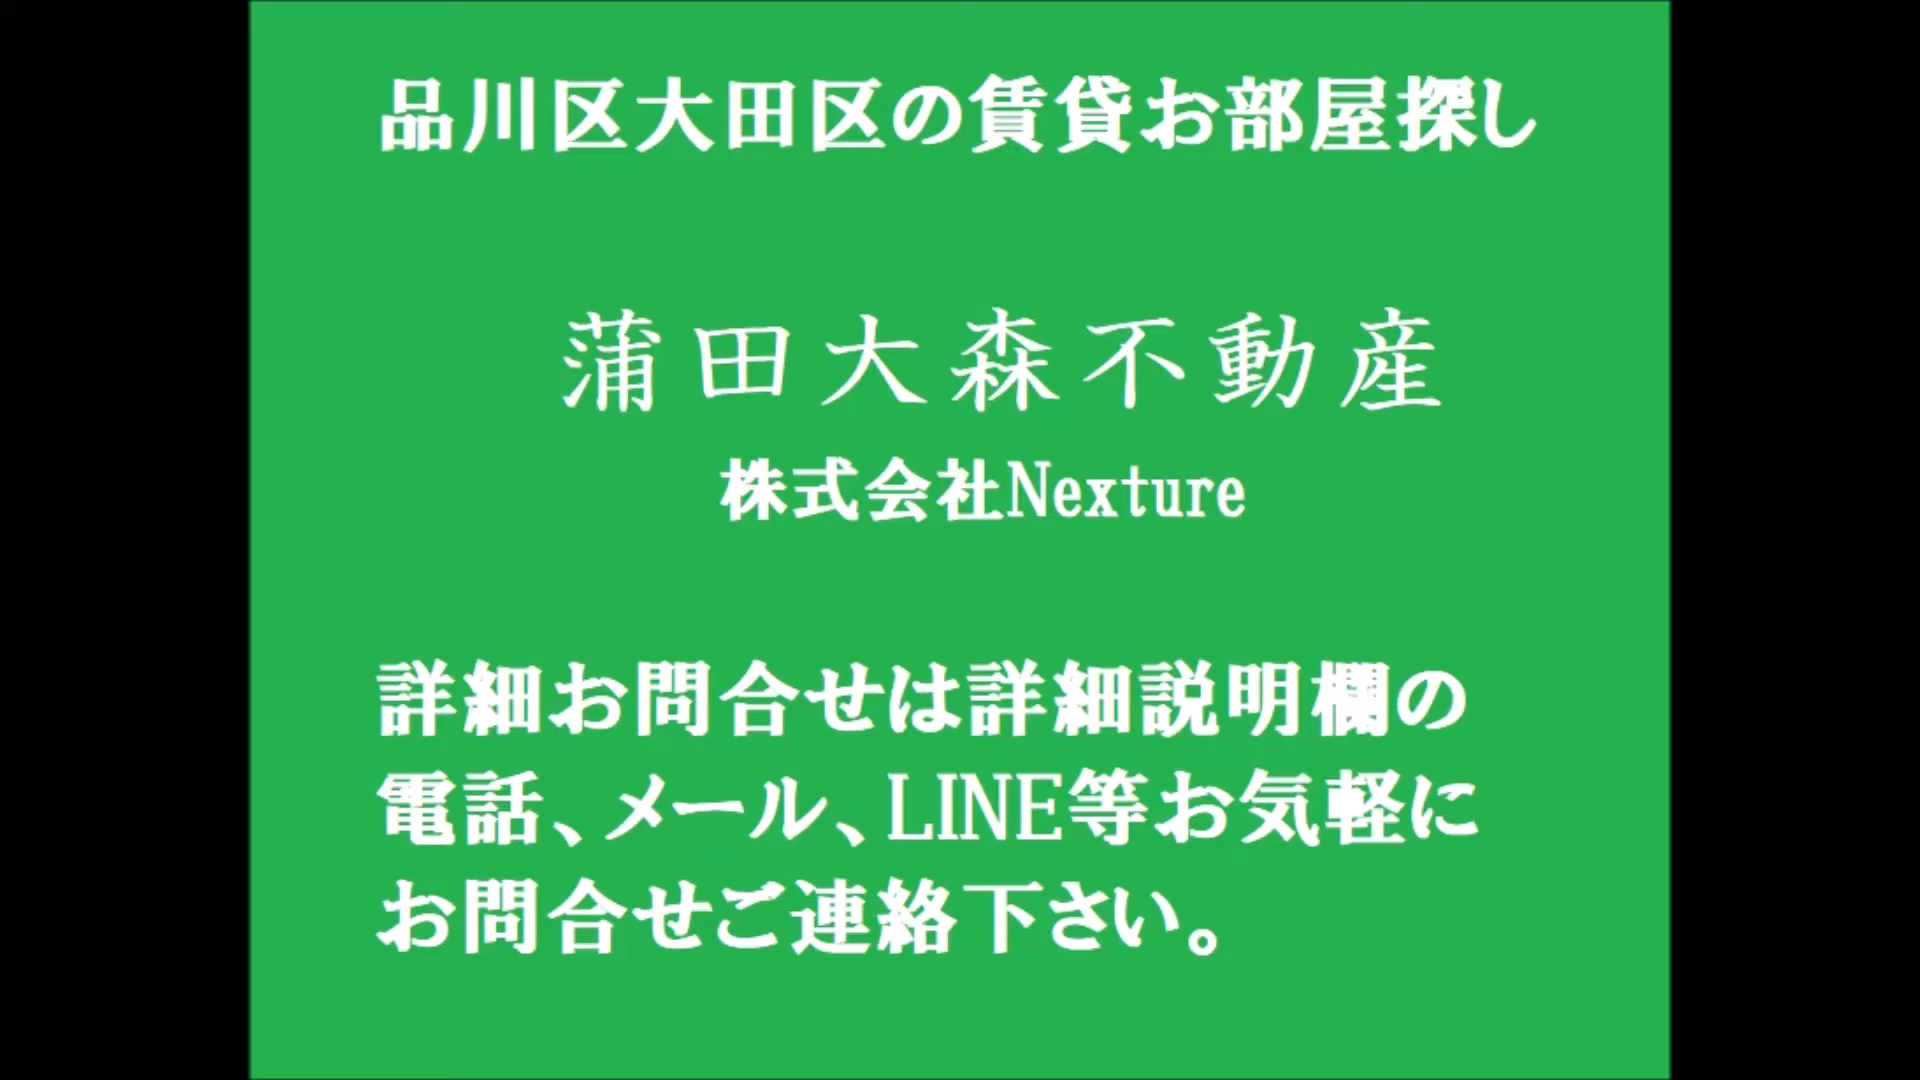 品川区大田区の賃貸お部屋探し
蒲田大森不動産
株式会社Nexture
詳細お問合せは詳細説明欄の
電話、メール、LINE等お気軽に
お問合せご連絡下さい。